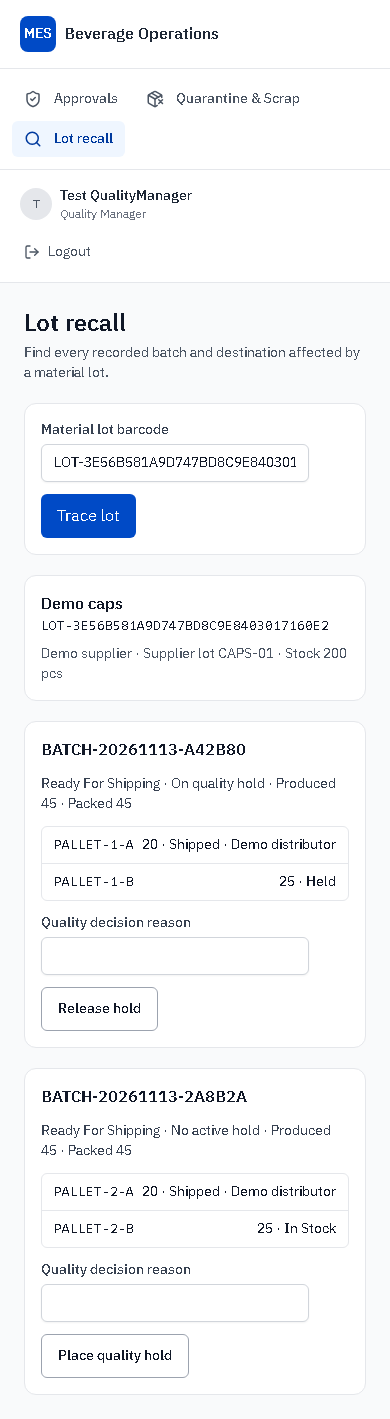 MES Beverage Operations
Approvals Quarantine & Scrap
Lot recall
T Test QualityManager
Quality Manager
Logout
Lot recall
Find every recorded batch and destination affected by
a material lot.
Material lot barcode
LOT-3E56B581A9D747BD8C9E840301
Trace lot
Demo caps
LOT-3E56B581A9D747BD8C9E8403017160E2
Demo supplier · Supplier lot CAPS-01 · Stock 200
pcs
BATCH-20261113-A42B80
Ready For Shipping · On quality hold · Produced
45 · Packed 45
PALLET-1-A 20 · Shipped · Demo distributor
PALLET-1-B 25 · Held
Quality decision reason
Release hold
BATCH-20261113-2A8B2A
Ready For Shipping · No active hold · Produced
45 · Packed 45
PALLET-2-A 20 · Shipped · Demo distributor
PALLET-2-B 25 · In Stock
Quality decision reason
Place quality hold